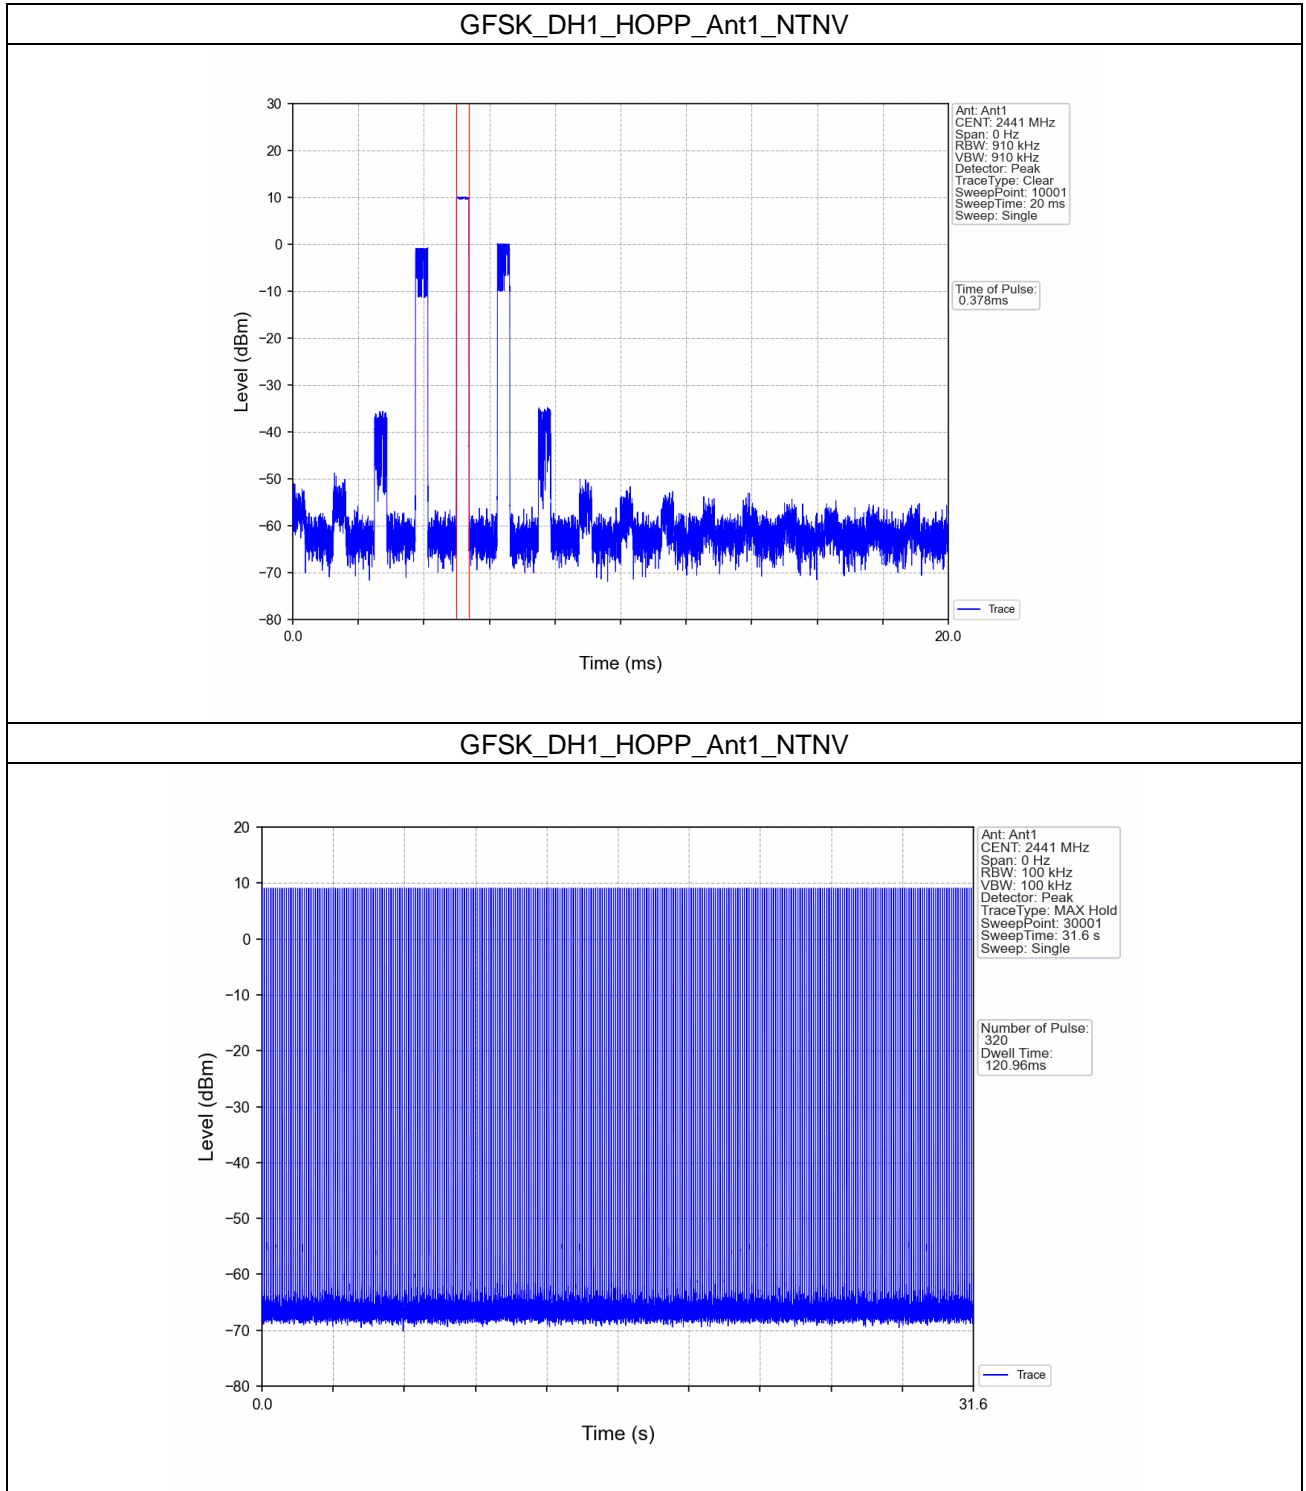 GFSK_DH1_HOPP_Ant1_NTNV
30
20
10
0
−10
−20
−30
−40
−50
−60
−70
−80
Level (dBm)
0.0
20.0
Time (ms)
Ant: Ant1
CENT: 2441 MHz
Span: 0 Hz
RBW: 910 kHz
VBW: 910 kHz
Detector: Peak
TraceType: Clear
SweepPoint: 10001
SweepTime: 20 ms
Sweep: Single
Time of Pulse:
0.378ms
Trace
GFSK_DH1_HOPP_Ant1_NTNV
20
10
0
−10
−20
−30
−40
−50
−60
−70
−80
Level (dBm)
0.0
31.6
Time (s)
Ant: Ant1
CENT: 2441 MHz
Span: 0 Hz
RBW: 100 kHz
VBW: 100 kHz
Detector: Peak
TraceType: MAX Hold
SweepPoint: 30001
SweepTime: 31.6 s
Sweep: Single
Number of Pulse:
320
Dwell Time:
120.96ms
Trace